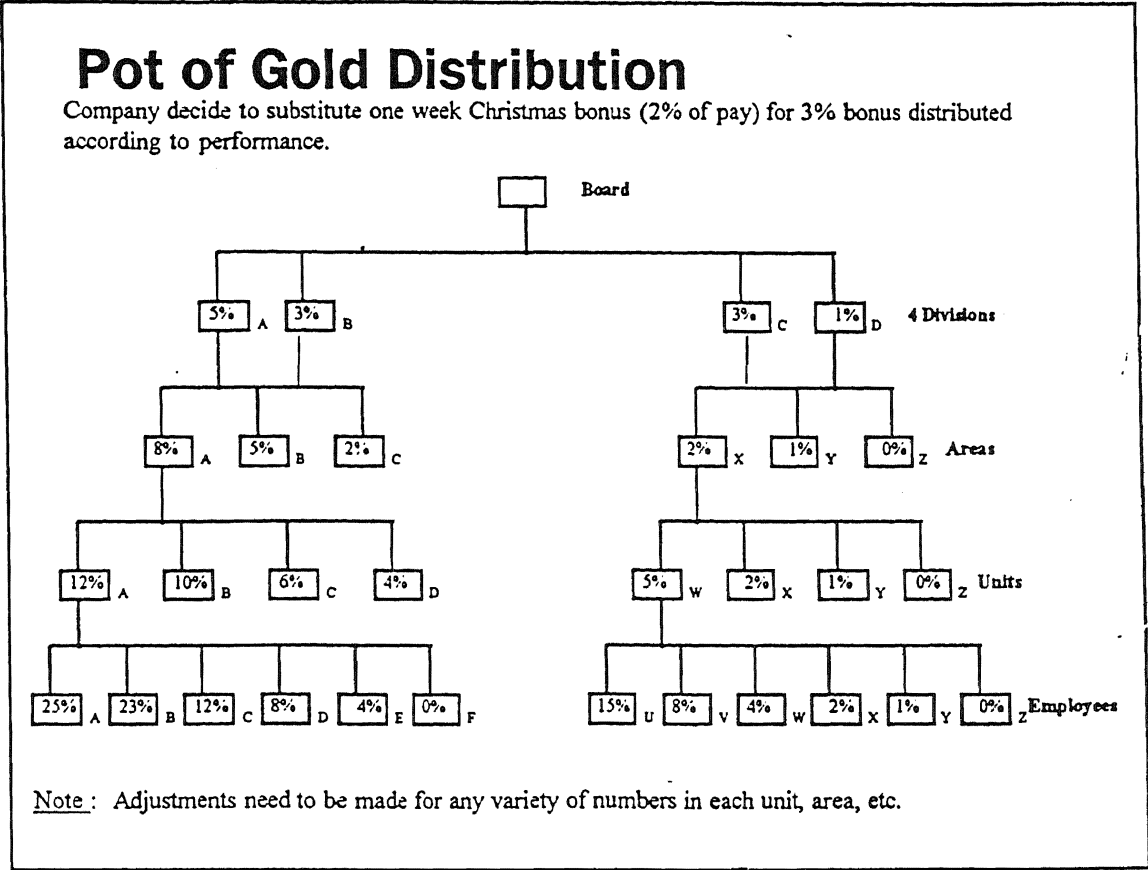 Pot of Gold Distribution
Company decide to substitute one week Christmas bonus (2% of pay) for 3% bonus distributed
according to performance.
Board
5% A 3% B 3% C 1% D 4 Divisions
8% A 5% B 2% C 2% X 1% Y 0% Z Areas
12% A 10% B 6% C 4% D 5% W 2% X 1% Y 0% Z Units
25% A 23% B 12% C 8% D 4% E 0% F 15% U 8% V 4% W 2% X 1% Y 0% Z Employees
Note : Adjustments need to be made for any variety of numbers in each unit, area, etc.